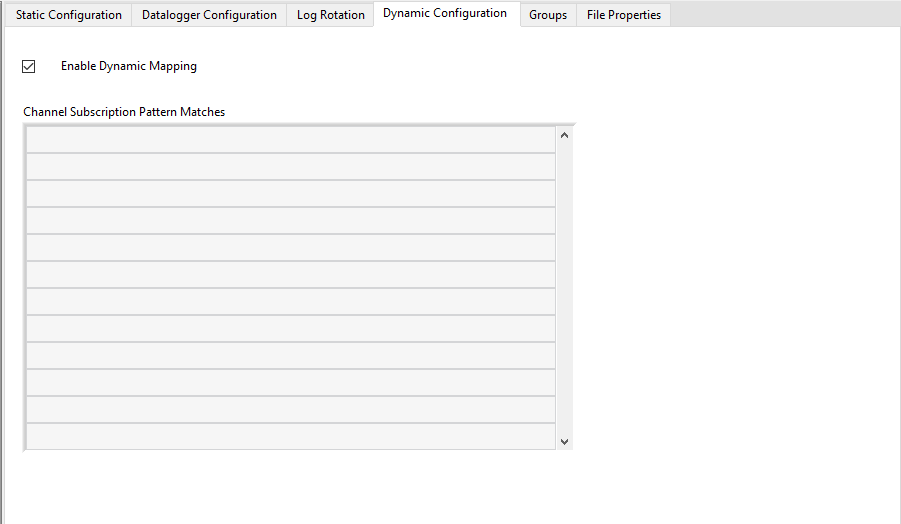 Static Configuration Datalogger Configuration Log Rotation Dynamic Configuration Groups File Properties
Enable Dynamic Mapping
Channel Subscription Pattern Matches